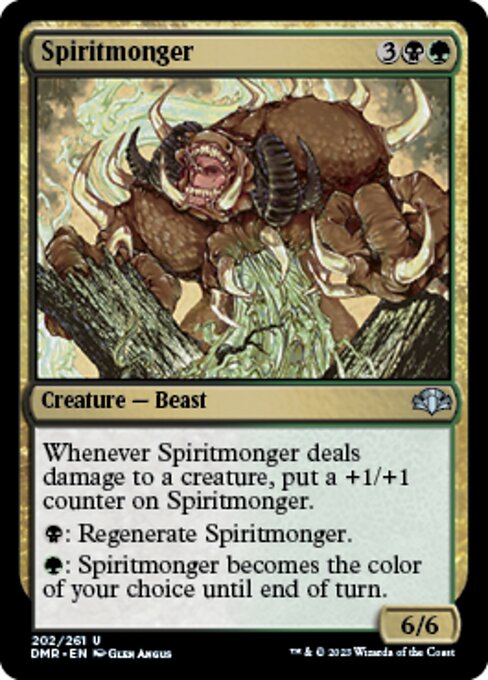 Spiritmonger 3
Creature — Beast
Whenever Spiritmonger deals
damage to a creature, put a +1/+1
counter on Spiritmonger.
: Regenerate Spiritmonger.
: Spiritmonger becomes the color
of your choice until end of turn.
6/6
202/261 U
DMR • EN Glen Angus
™ & © 2023 Wizards of the Coast